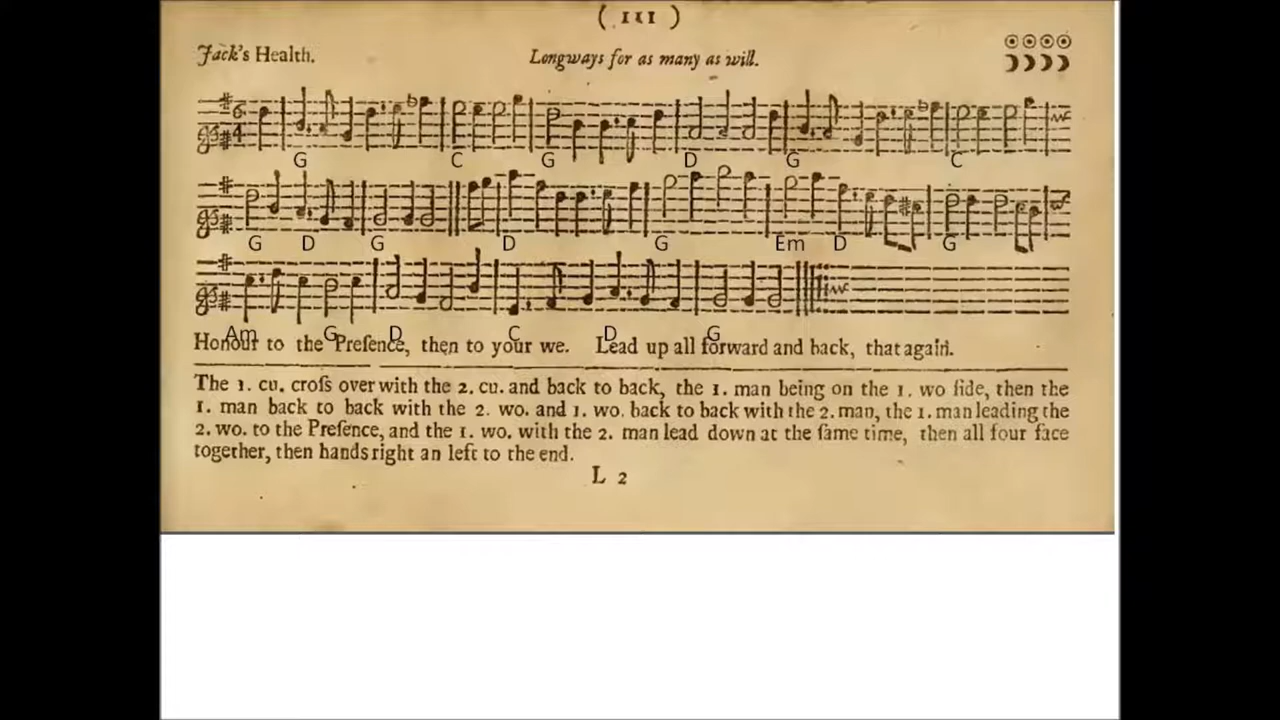 ( 111 )
Jack's Health. Longways for as many as will.
6
4
G C G D G C
G D G D G Em D G
Am G D C D G
Honour to the Preſence, then to your we. Lead up all forward and back, that again.
The 1. cu. croſs over with the 2. cu. and back to back, the 1. man being on the 1. wo ſide, then the
1. man back to back with the 2. wo. and 1. wo. back to back with the 2. man, the 1. man leading the
2. wo. to the Preſence, and the 1. wo. with the 2. man lead down at the ſame time, then all four face
together, then hands right an left to the end.
L 2